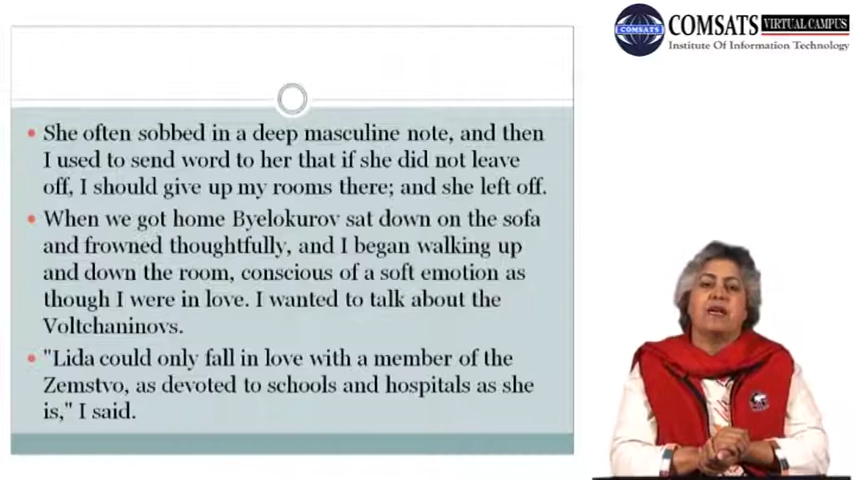 COMSATS VIRTUAL CAMPUS
Institute Of Information Technology
COMSATS
She often sobbed in a deep masculine note, and then
I used to send word to her that if she did not leave
off, I should give up my rooms there; and she left off.
When we got home Byelokurov sat down on the sofa
and frowned thoughtfully, and I began walking up
and down the room, conscious of a soft emotion as
though I were in love. I wanted to talk about the
Voltchaninovs.
"Lida could only fall in love with a member of the
Zemstvo, as devoted to schools and hospitals as she
is," I said.